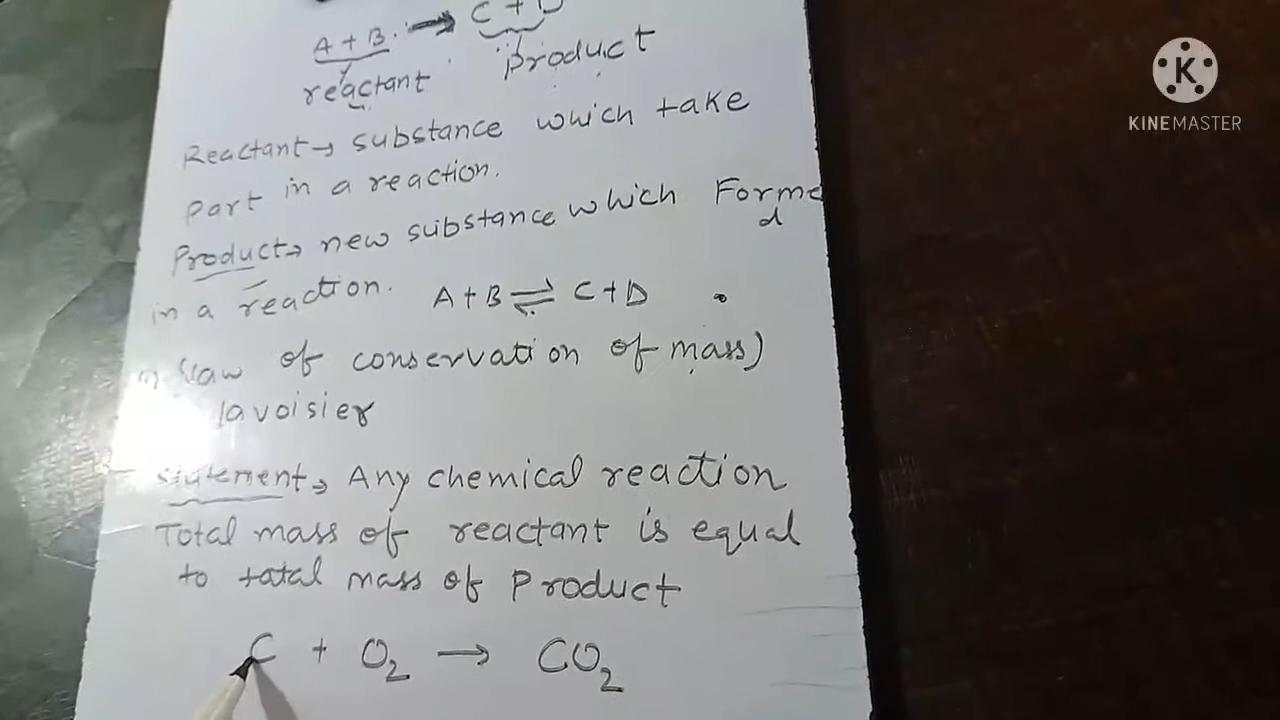 A + B → C + D
reactant product
Reactant → substance which take
part in a reaction.
Product → new substance which Forme
d
in a reaction. A + B ⇌ C + D
1) (Law of conservation of mass)
lavoisier
statement → Any chemical reaction
Total mass of reactant is equal
to total mass of Product
C + O₂ → CO₂
K
KINEMASTER